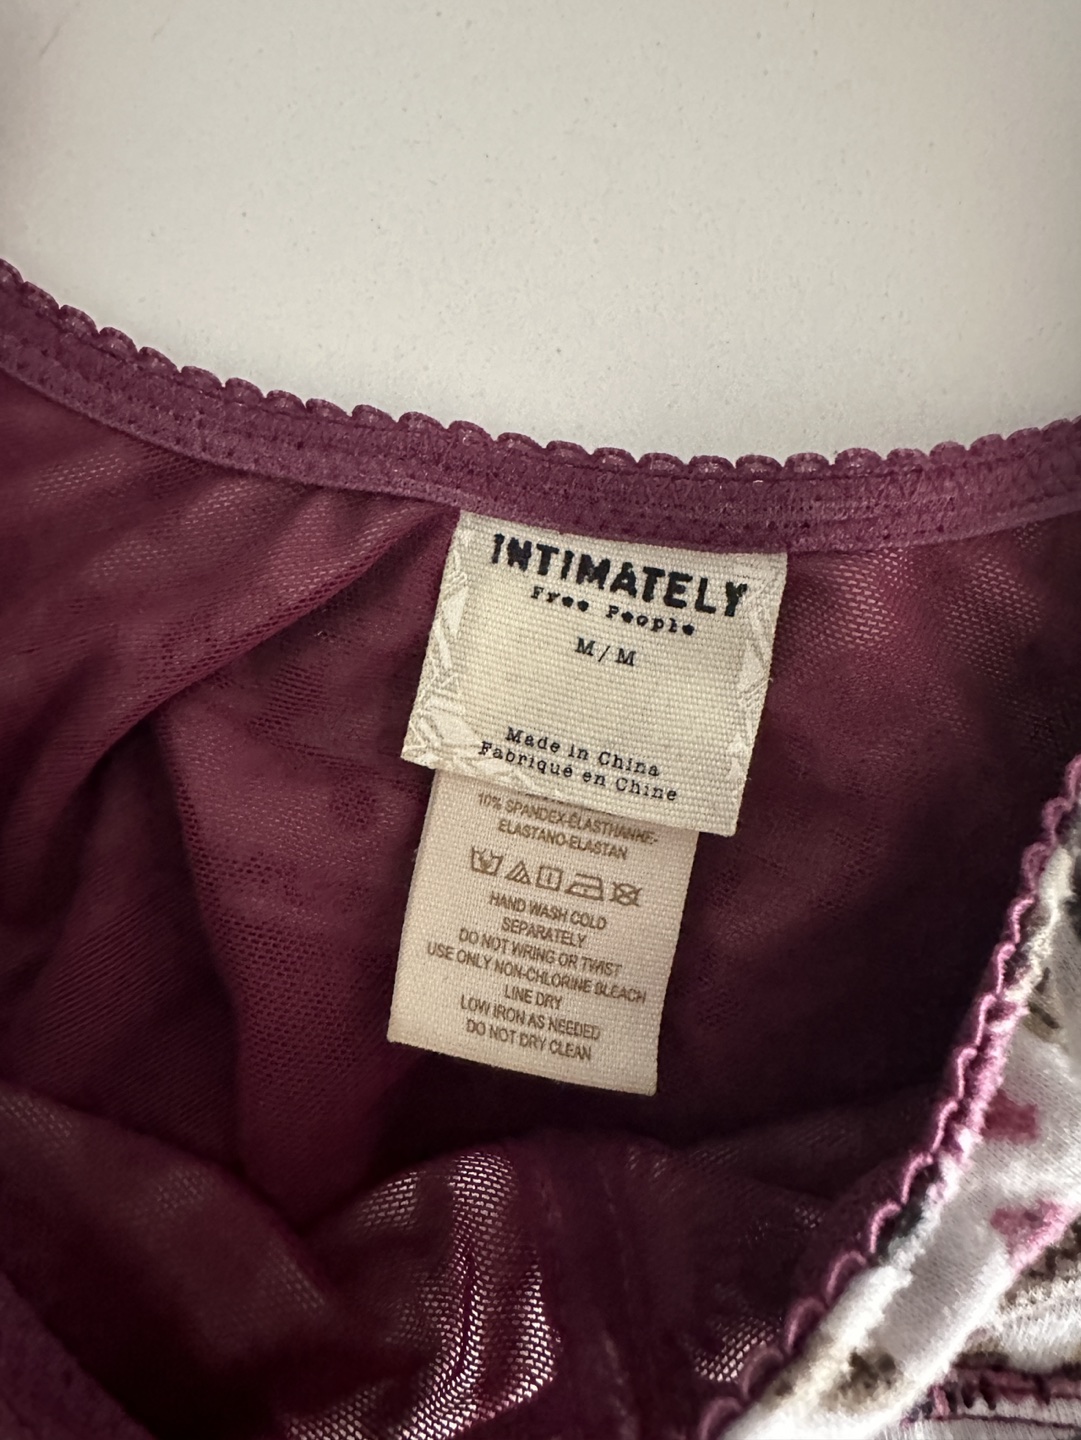 INTIMATELY
Free People
M/M
Made in China
Fabriqué en Chine
10% SPANDEX-ÉLASTHANNE-
ELASTANO-ELASTAN
HAND WASH COLD
SEPARATELY
DO NOT WRING OR TWIST
USE ONLY NON-CHLORINE BLEACH
LINE DRY
LOW IRON AS NEEDED
DO NOT DRY CLEAN